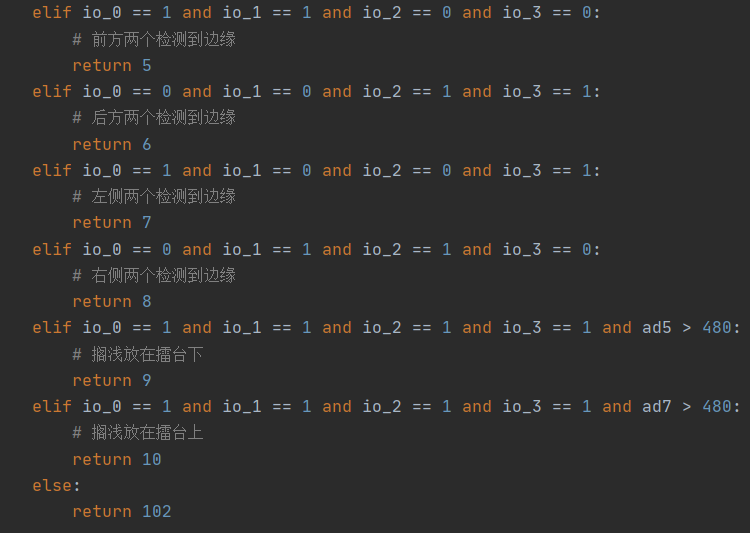 elif io_0 == 1 and io_1 == 1 and io_2 == 0 and io_3 == 0:
# 前方两个检测到边缘
return 5
elif io_0 == 0 and io_1 == 0 and io_2 == 1 and io_3 == 1:
# 后方两个检测到边缘
return 6
elif io_0 == 1 and io_1 == 0 and io_2 == 0 and io_3 == 1:
# 左侧两个检测到边缘
return 7
elif io_0 == 0 and io_1 == 1 and io_2 == 1 and io_3 == 0:
# 右侧两个检测到边缘
return 8
elif io_0 == 1 and io_1 == 1 and io_2 == 1 and io_3 == 1 and ad5 > 480:
# 搁浅放在擂台下
return 9
elif io_0 == 1 and io_1 == 1 and io_2 == 1 and io_3 == 1 and ad7 > 480:
# 搁浅放在擂台上
return 10
else:
return 102